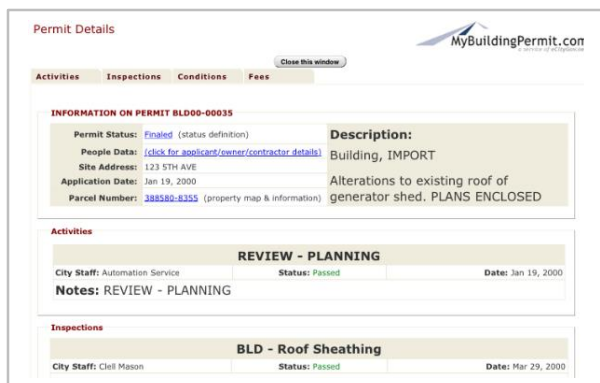 Permit Details
MyBuildingPermit.com
a service of eCityGov.net
Close this window
Activities Inspections Conditions Fees
INFORMATION ON PERMIT BLD00-00035
Permit Status: Finaled (status definition)
People Data: (click for applicant/owner/contractor details)
Site Address: 123 5TH AVE
Application Date: Jan 19, 2000
Parcel Number: 388580-8355 (property map & information)
Description:
Building, IMPORT
Alterations to existing roof of
generator shed. PLANS ENCLOSED
Activities
REVIEW - PLANNING
City Staff: Automation Service Status: Passed Date: Jan 19, 2000
Notes: REVIEW - PLANNING
Inspections
BLD - Roof Sheathing
City Staff: Clell Mason Status: Passed Date: Mar 29, 2000